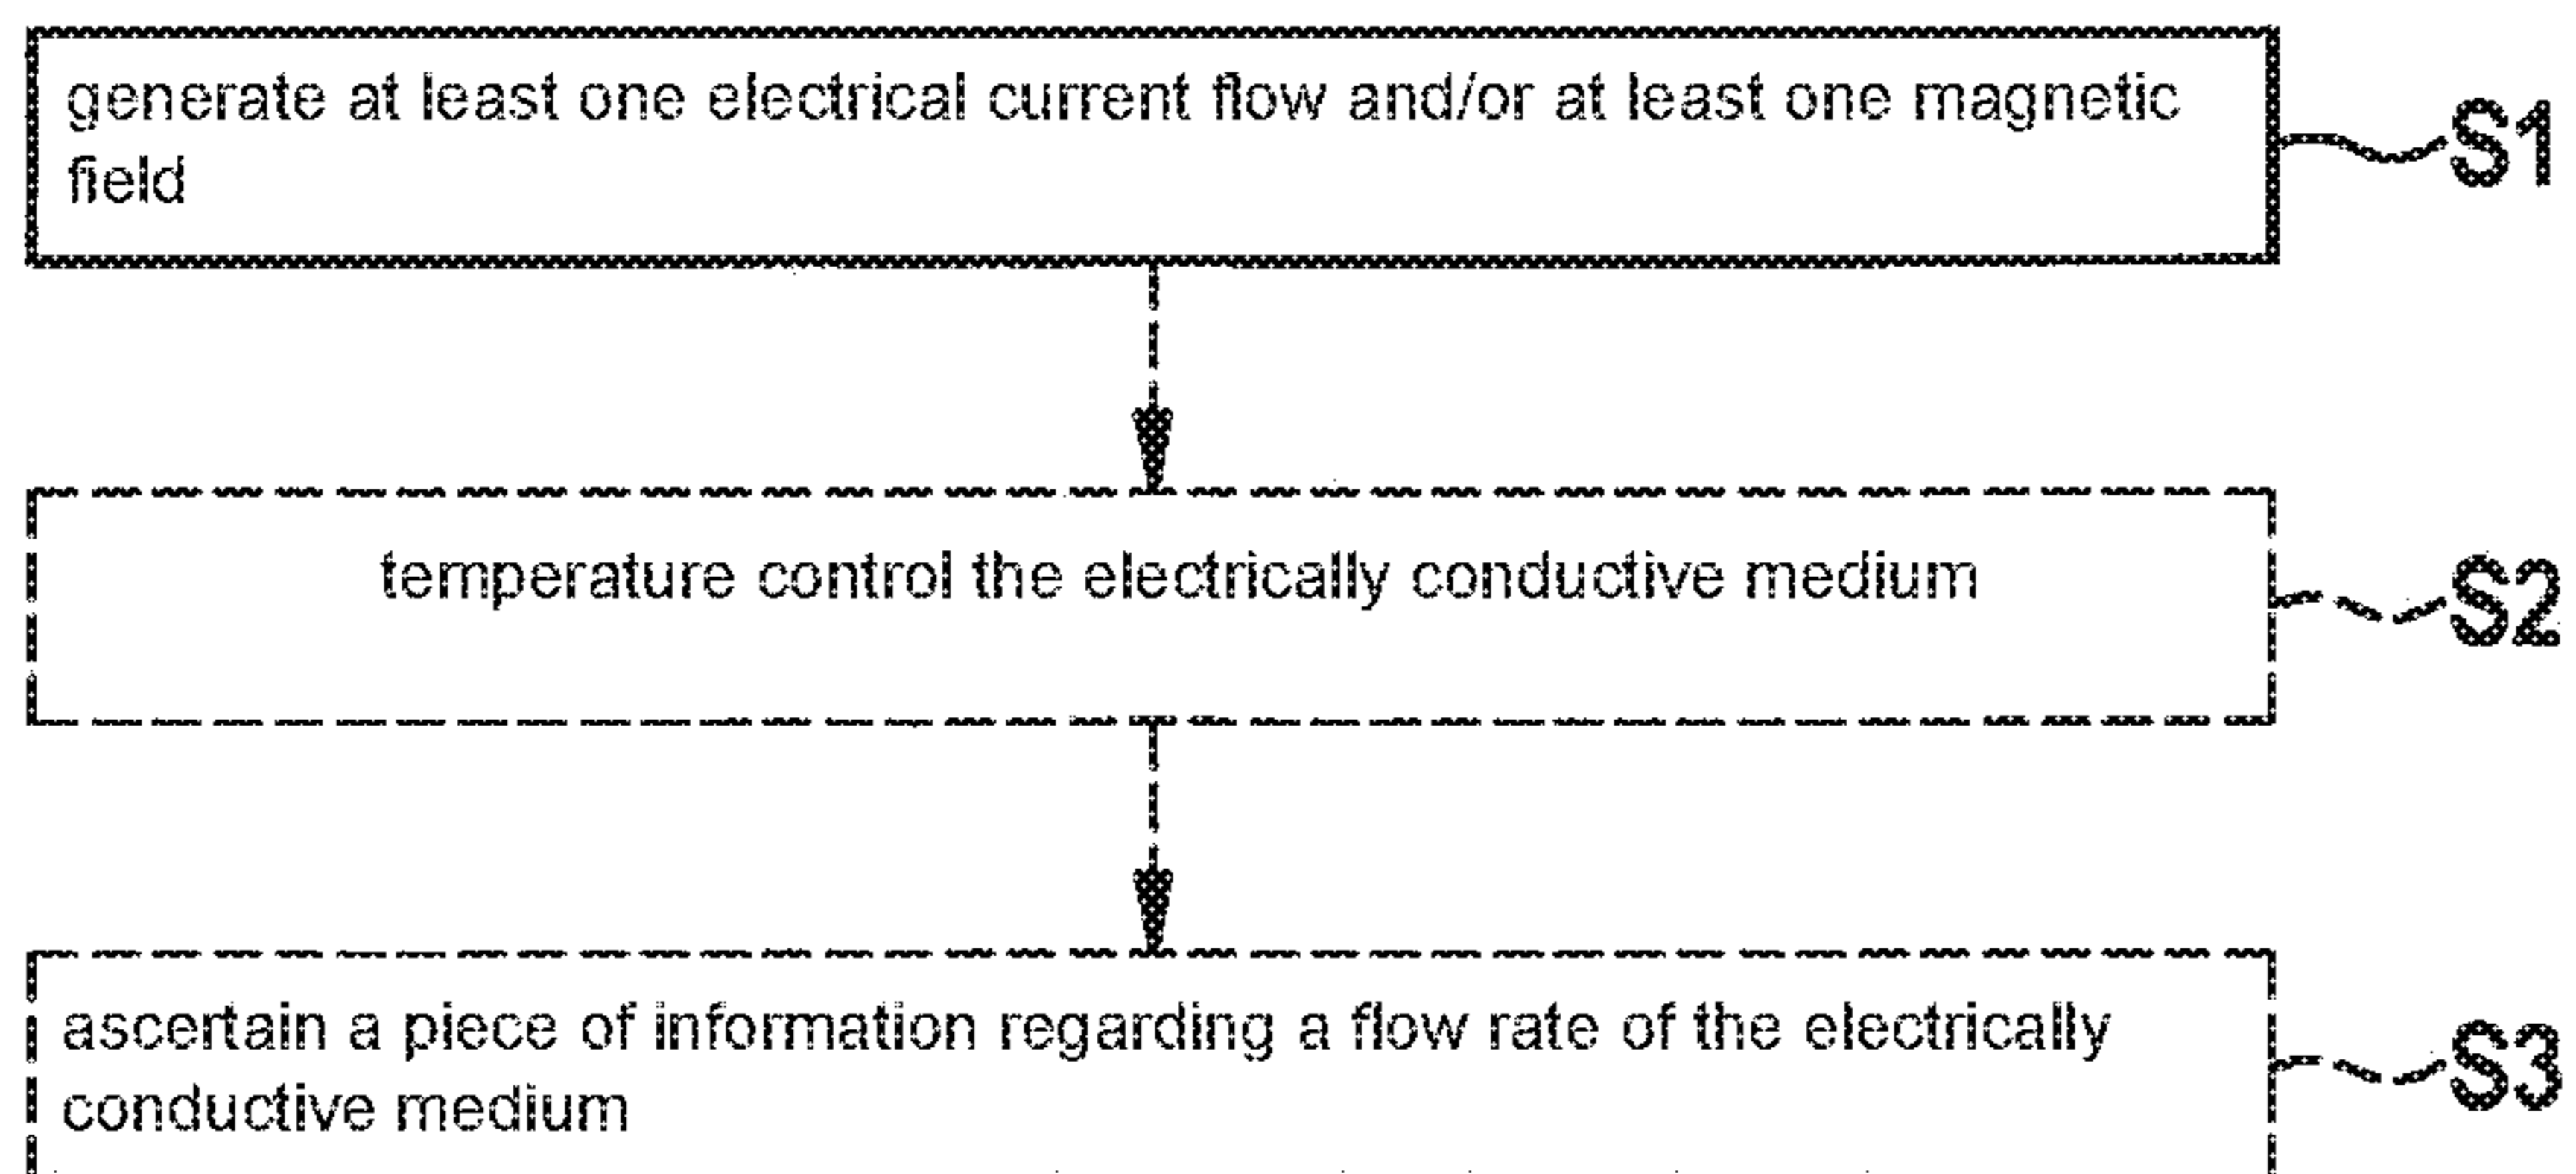 generate at least one electrical current flow and/or at least one magnetic
field
S1
temperature control the electrically conductive medium
S2
ascertain a piece of information regarding a flow rate of the electrically
conductive medium
S3